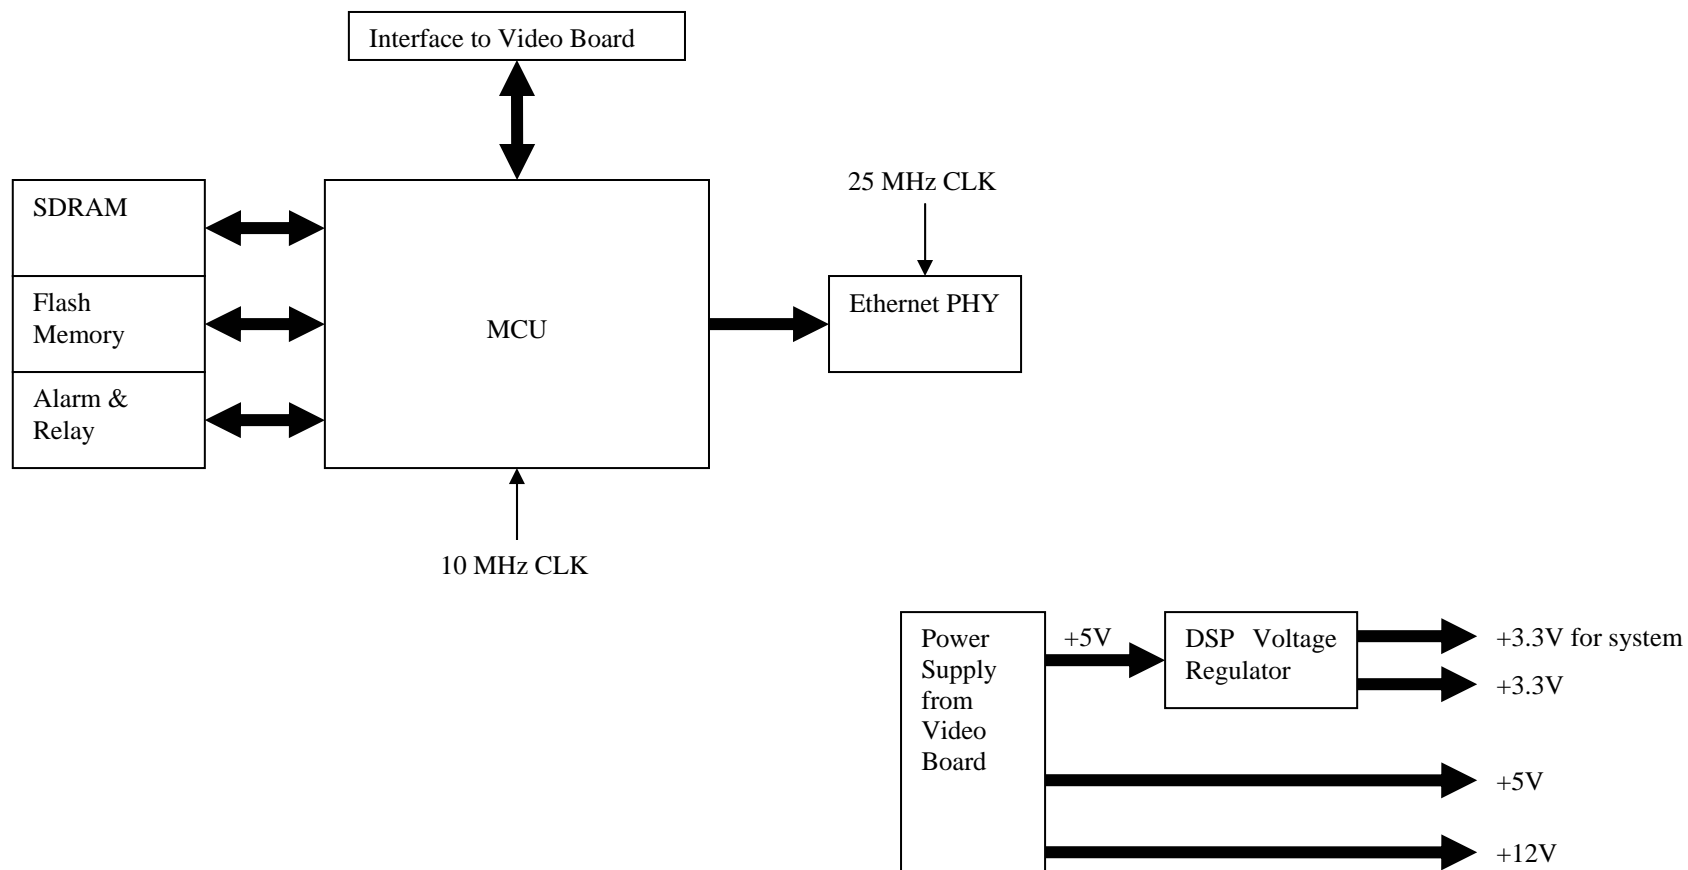 Interface to Video Board
25 MHz CLK
SDRAM
Flash
Memory
MCU
Ethernet PHY
Alarm &
Relay
10 MHz CLK
Power
Supply
from
Video
Board
+5V
DSP Voltage
Regulator
+3.3V for system
+3.3V
+5V
+12V